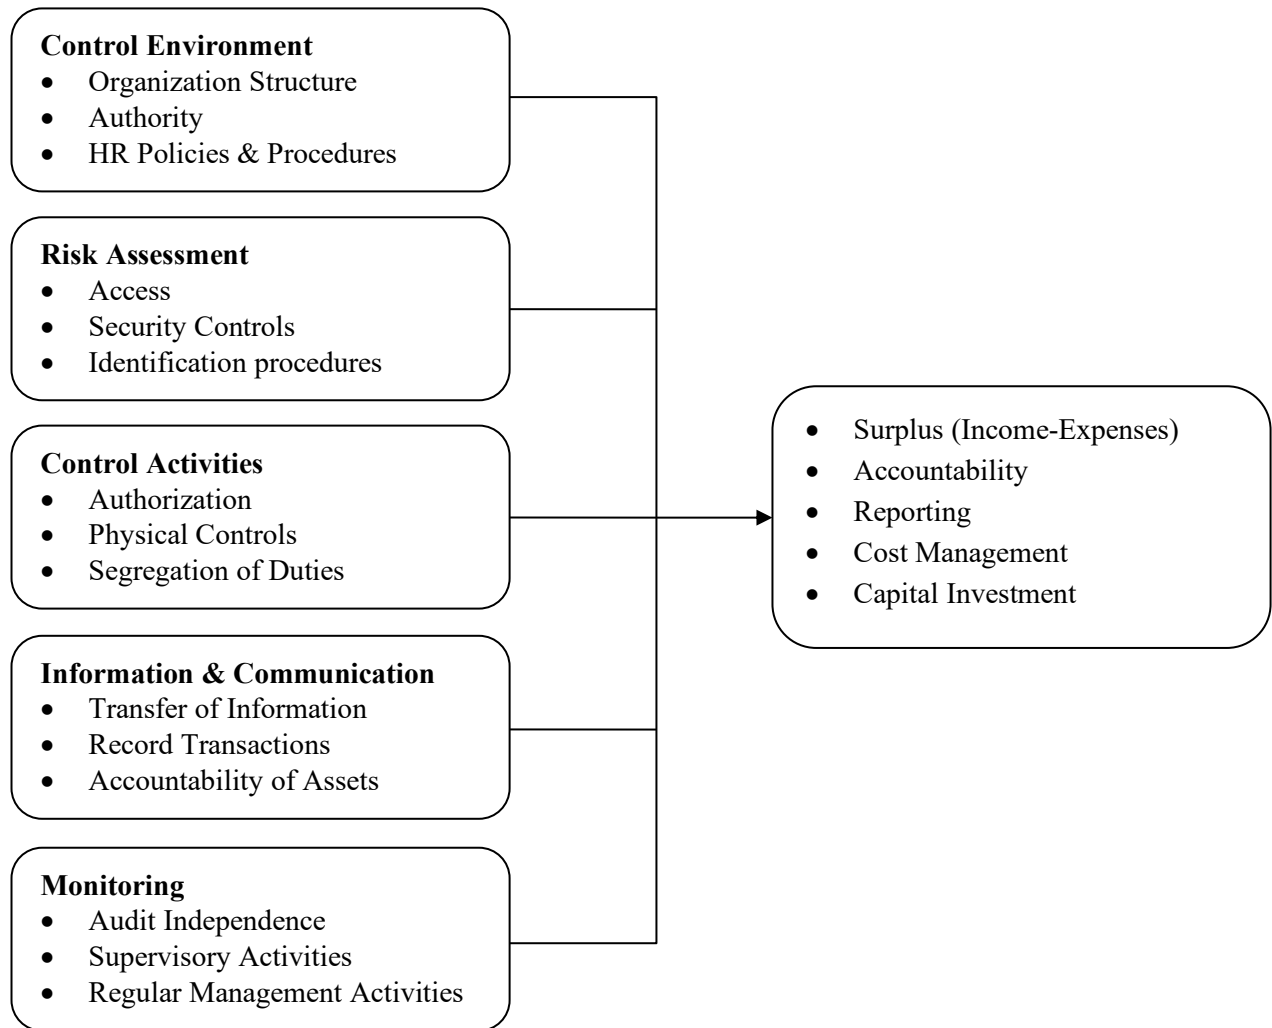 Control Environment
• Organization Structure
• Authority
• HR Policies & Procedures
Risk Assessment
• Access
• Security Controls
• Identification procedures
Control Activities
• Authorization
• Physical Controls
• Segregation of Duties
Information & Communication
• Transfer of Information
• Record Transactions
• Accountability of Assets
Monitoring
• Audit Independence
• Supervisory Activities
• Regular Management Activities
• Surplus (Income-Expenses)
• Accountability
• Reporting
• Cost Management
• Capital Investment